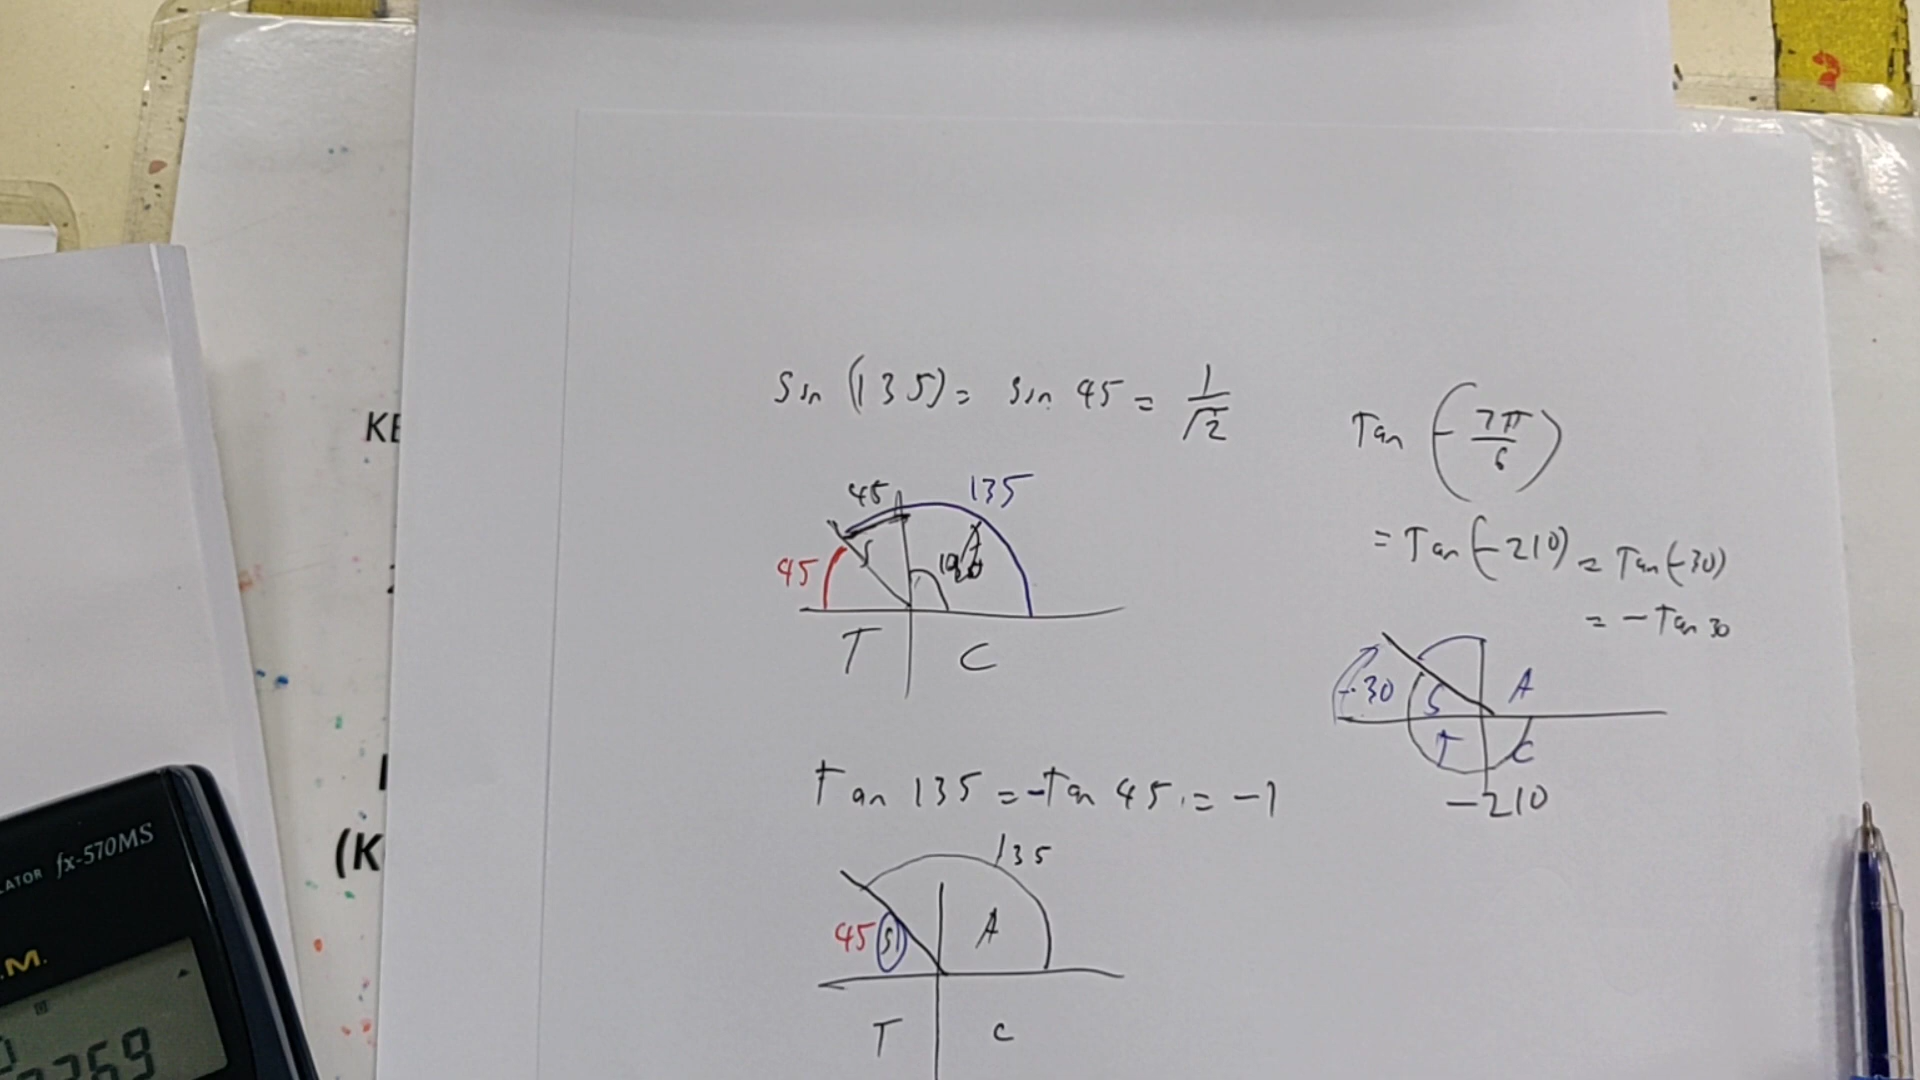 sin (135) = sin 45 = 1/√2
45
135
45
S
T
C
Tan 135 = -Tan 45 = -1
135
45
S
A
T
C
Tan (-7π/6)
= Tan (-210) = Tan (-30)
= -Tan 30
-30
S
A
T
C
-210
KE
(K
fx-570MS
.M.